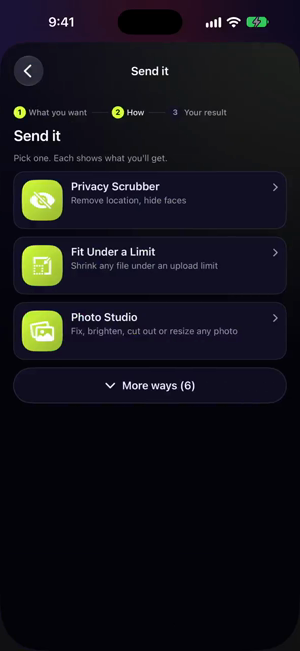 9:41
Send it
1 What you want 2 How 3 Your result
Send it
Pick one. Each shows what you'll get.
Privacy Scrubber
Remove location, hide faces
Fit Under a Limit
Shrink any file under an upload limit
Photo Studio
Fix, brighten, cut out or resize any photo
More ways (6)